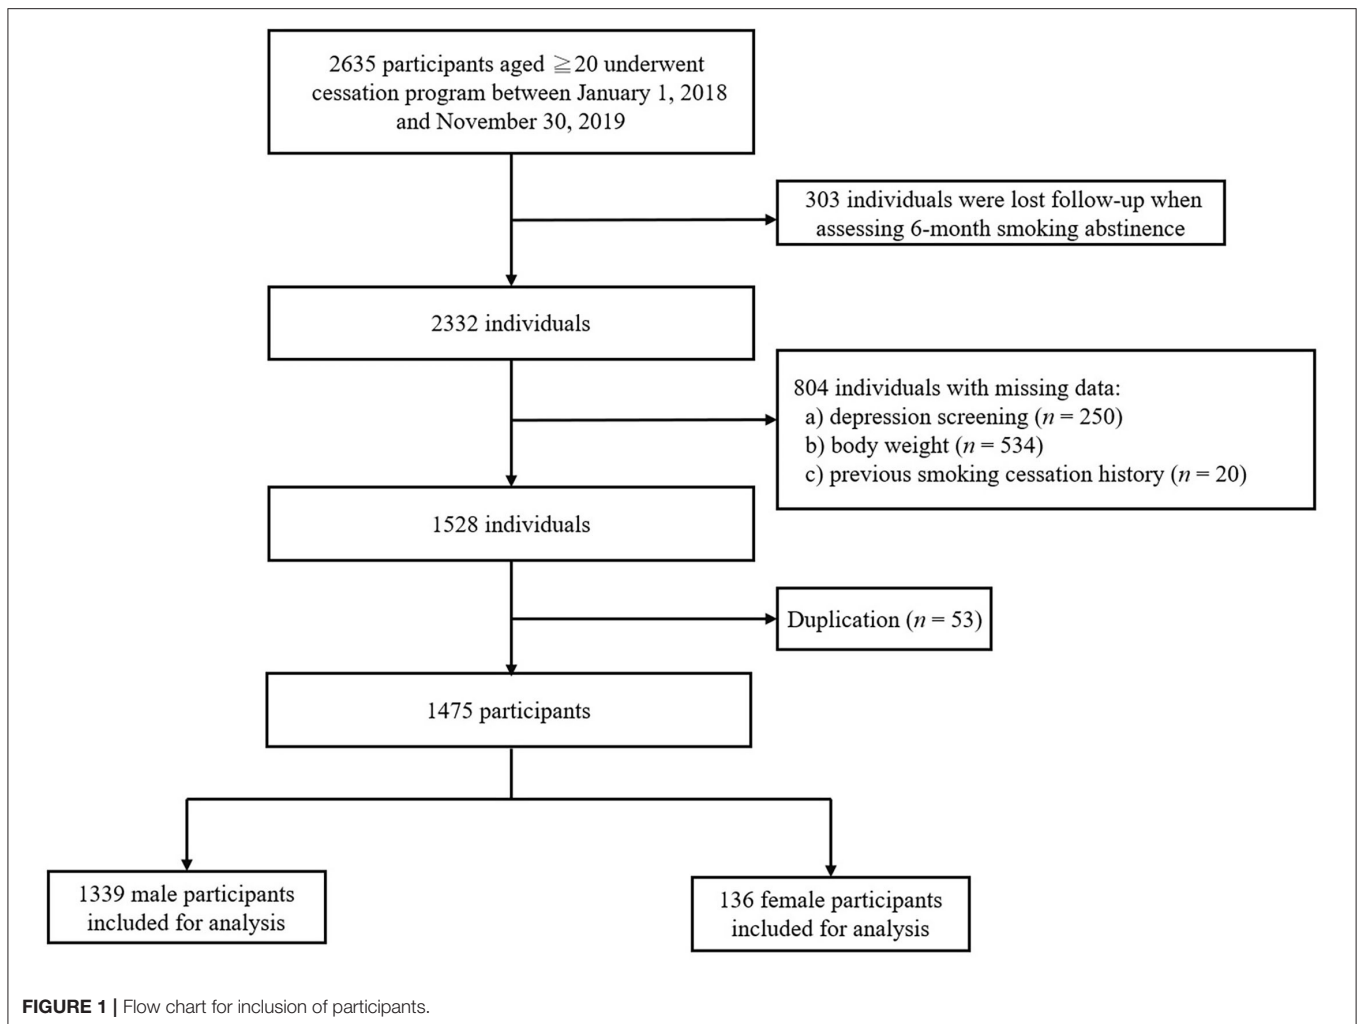 2635 participants aged ≧20 underwent
cessation program between January 1, 2018
and November 30, 2019
303 individuals were lost follow-up when
assessing 6-month smoking abstinence
2332 individuals
804 individuals with missing data:
a) depression screening (n = 250)
b) body weight (n = 534)
c) previous smoking cessation history (n = 20)
1528 individuals
Duplication (n = 53)
1475 participants
1339 male participants
included for analysis
136 female participants
included for analysis
FIGURE 1 | Flow chart for inclusion of participants.